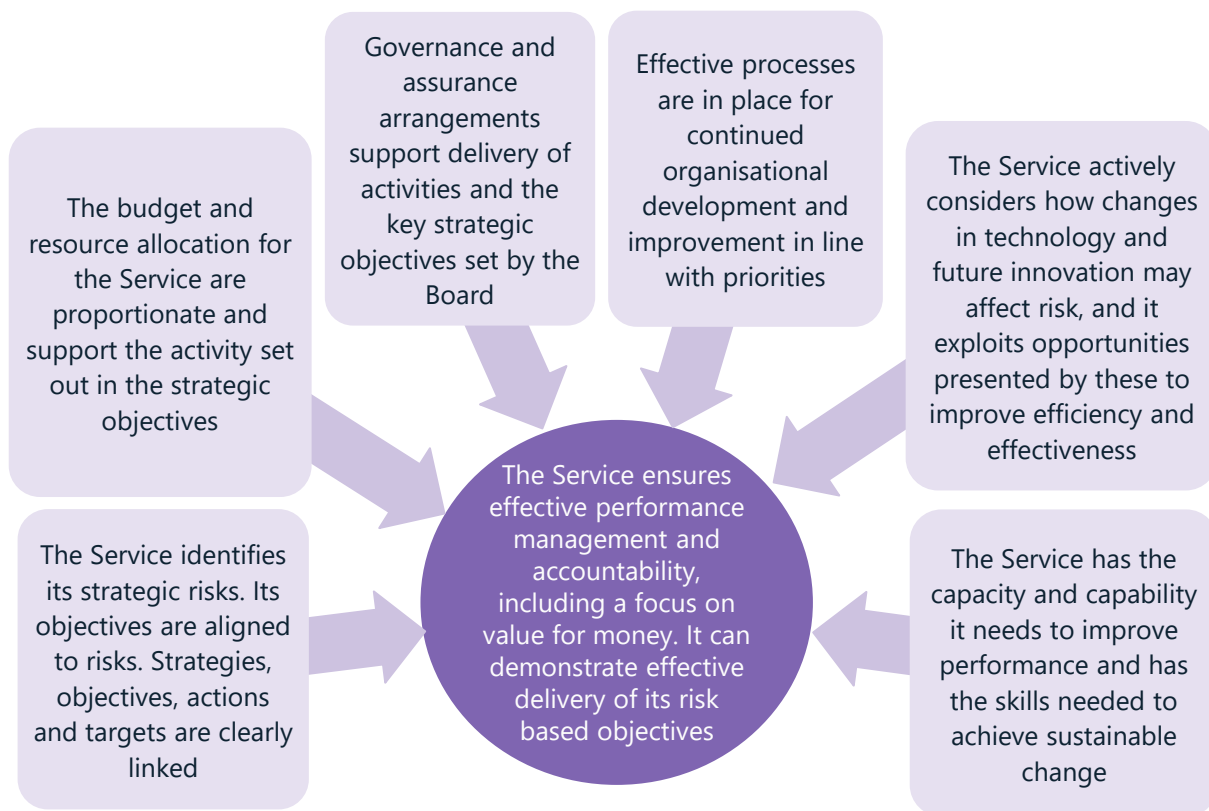 Governance and
assurance
arrangements
support delivery of
activities and the
key strategic
objectives set by the
Board
Effective processes
are in place for
continued
organisational
development and
improvement in line
with priorities
The budget and
resource allocation for
the Service are
proportionate and
support the activity set
out in the strategic
objectives
The Service actively
considers how changes
in technology and
future innovation may
affect risk, and it
exploits opportunities
presented by these to
improve efficiency and
effectiveness
The Service ensures
effective performance
management and
accountability,
including a focus on
value for money. It can
demonstrate effective
delivery of its risk
based objectives
The Service identifies
its strategic risks. Its
objectives are aligned
to risks. Strategies,
objectives, actions
and targets are clearly
linked
The Service has the
capacity and capability
it needs to improve
performance and has
the skills needed to
achieve sustainable
change